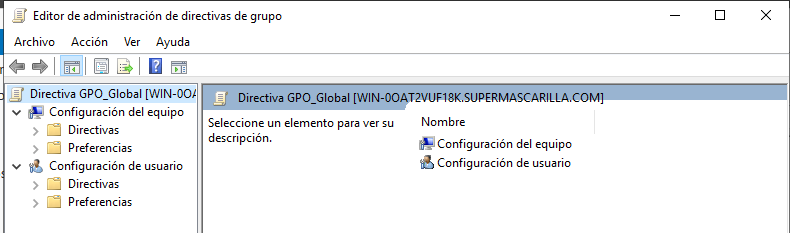 Editor de administración de directivas de grupo
Archivo Acción Ver Ayuda
Directiva GPO_Global [WIN-0OA
Configuración del equipo
Directivas
Preferencias
Configuración de usuario
Directivas
Preferencias
Directiva GPO_Global [WIN-0OAT2VUF18K.SUPERMASCARILLA.COM]
Seleccione un elemento para ver su
descripción.
Nombre
Configuración del equipo
Configuración de usuario